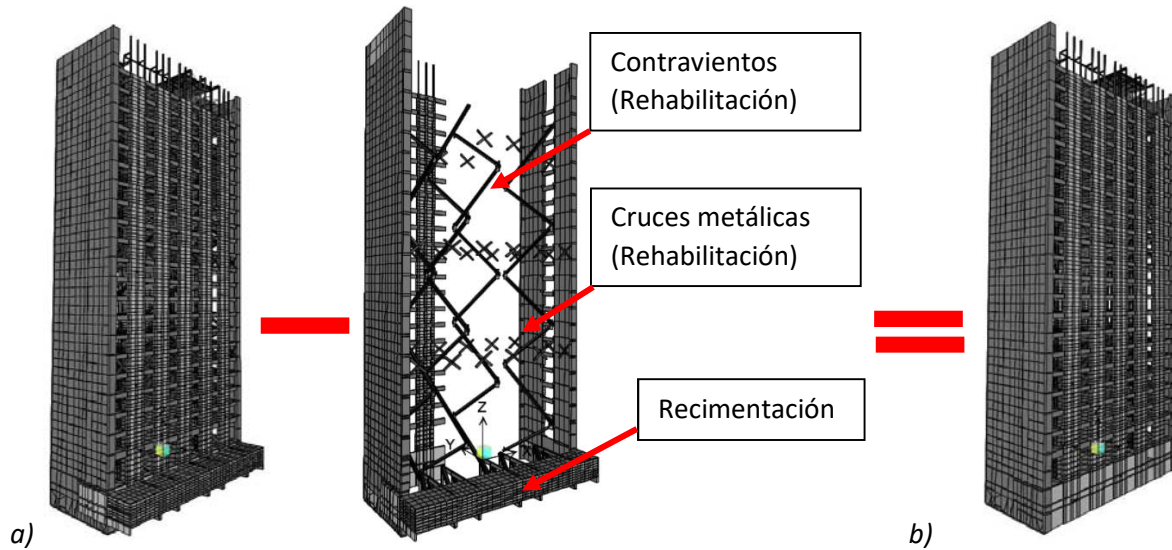 Contravientos
(Rehabilitación)
Cruces metálicas
(Rehabilitación)
Recimentación
Z
Y
a)
b)